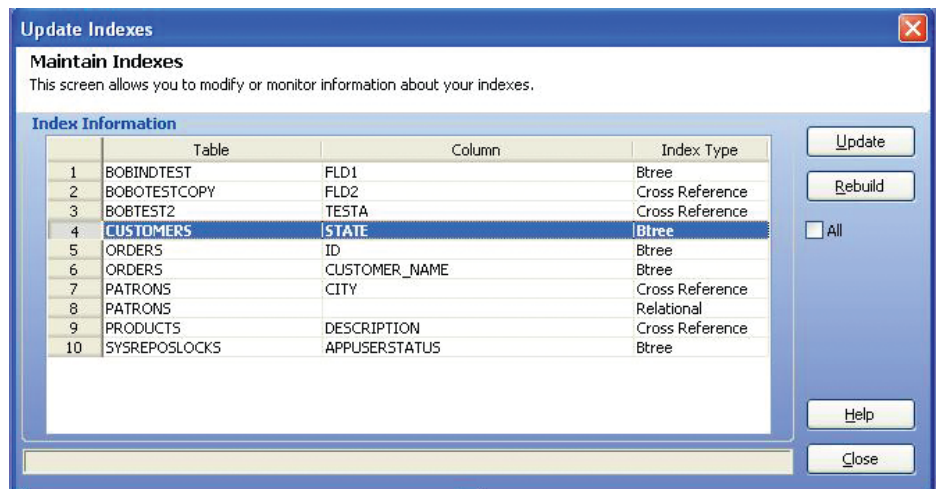 Update Indexes
Maintain Indexes
This screen allows you to modify or monitor information about your indexes.
Index Information
Table Column Index Type
1 BOBINDTEST FLD1 Btree
2 BOBOTESTCOPY FLD2 Cross Reference
3 BOBTEST2 TESTA Cross Reference
4 CUSTOMERS STATE Btree
5 ORDERS ID Btree
6 ORDERS CUSTOMER_NAME Btree
7 PATRONS CITY Cross Reference
8 PATRONS Relational
9 PRODUCTS DESCRIPTION Cross Reference
10 SYSREPOSLOCKS APPUSERSTATUS Btree
Update
Rebuild
All
Help
Close